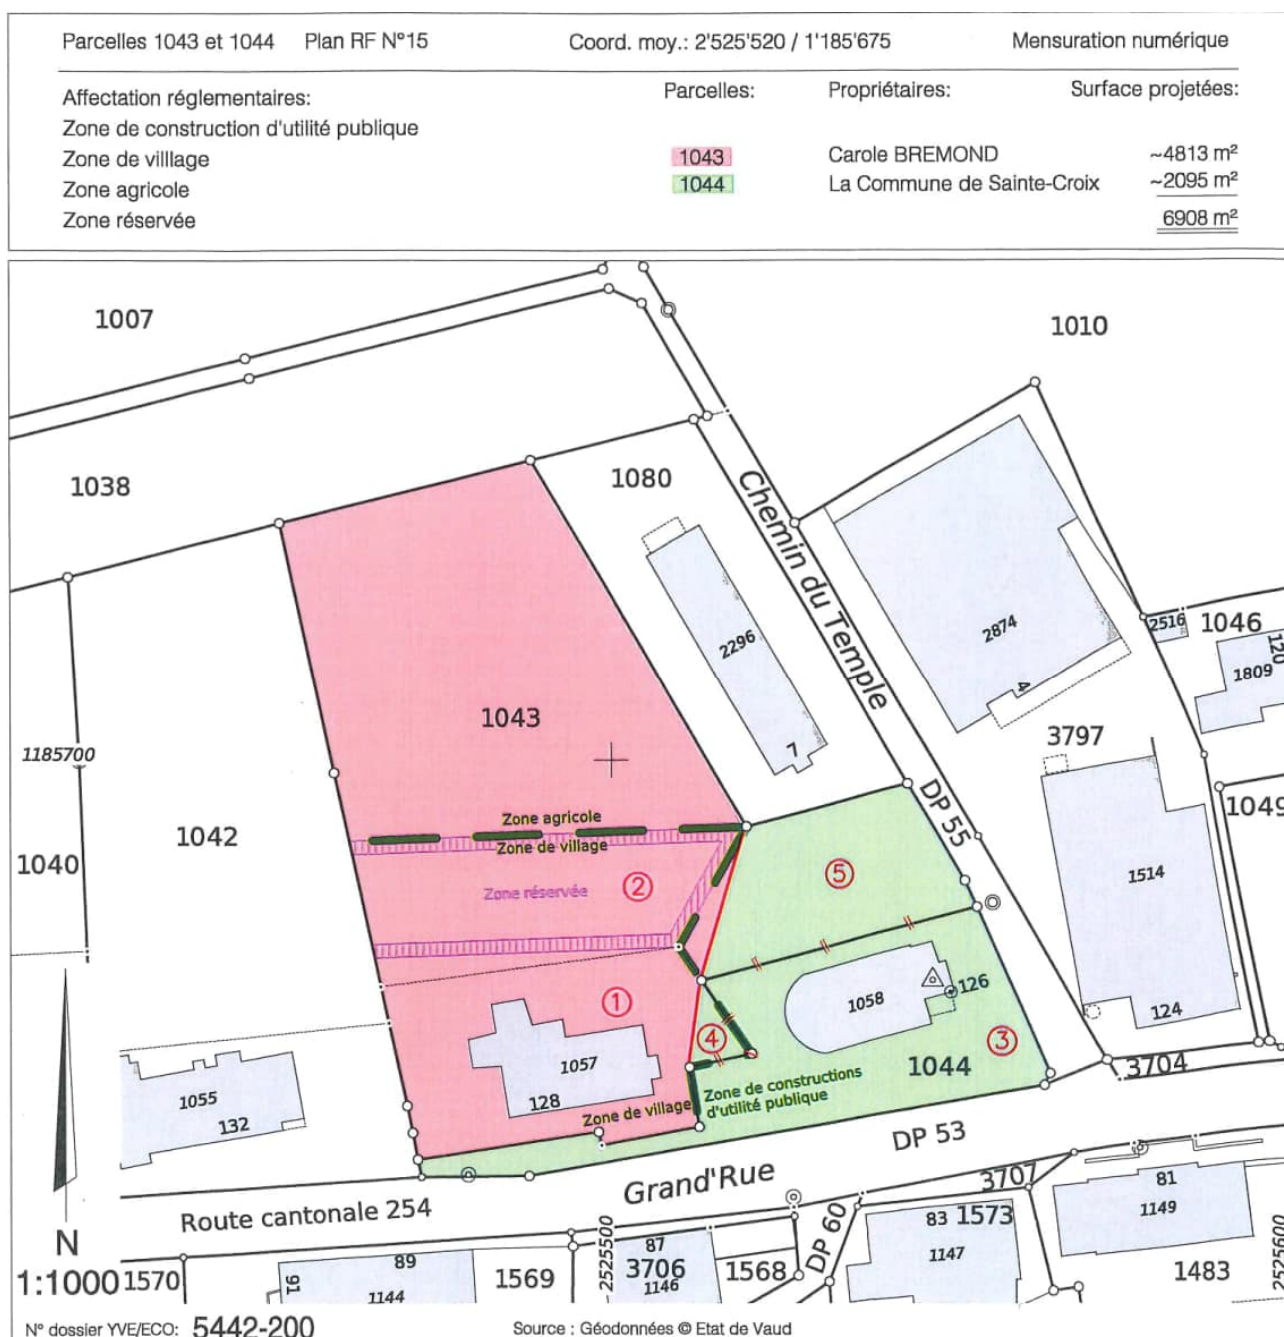 Parcelles 1043 et 1044 Plan RF N°15 Coord. moy.: 2'525'520 / 1'185'675 Mensuration numérique
Affectation réglementaires: Parcelles: Propriétaires: Surface projetées:
Zone de construction d'utilité publique
Zone de villlage 1043 Carole BREMOND ~4813 m²
Zone agricole 1044 La Commune de Sainte-Croix ~2095 m²
Zone réservée 6908 m²
1007
1010
1038
1080
Chemin du Temple
2296
7
2874
4
2516
1046
120
1809
1043
3797
1185700
DP 55
1049
Zone agricole
Zone de village
1042
1040
Zone réservée
2
5
1514
1058
126
1
124
4
3
1057
1044
3704
1055
132
128
Zone de village
Zone de constructions
d'utilité publique
DP 53
Grand'Rue
3707
81
1149
Route cantonale 254
DP 60
83 1573
1147
N
1:1000
1570
89
91
1144
1569
2525500
87
3706
1146
1568
1483
2525600
N° dossier YVE/ECO: 5442-200
Source : Géodonnées © Etat de Vaud